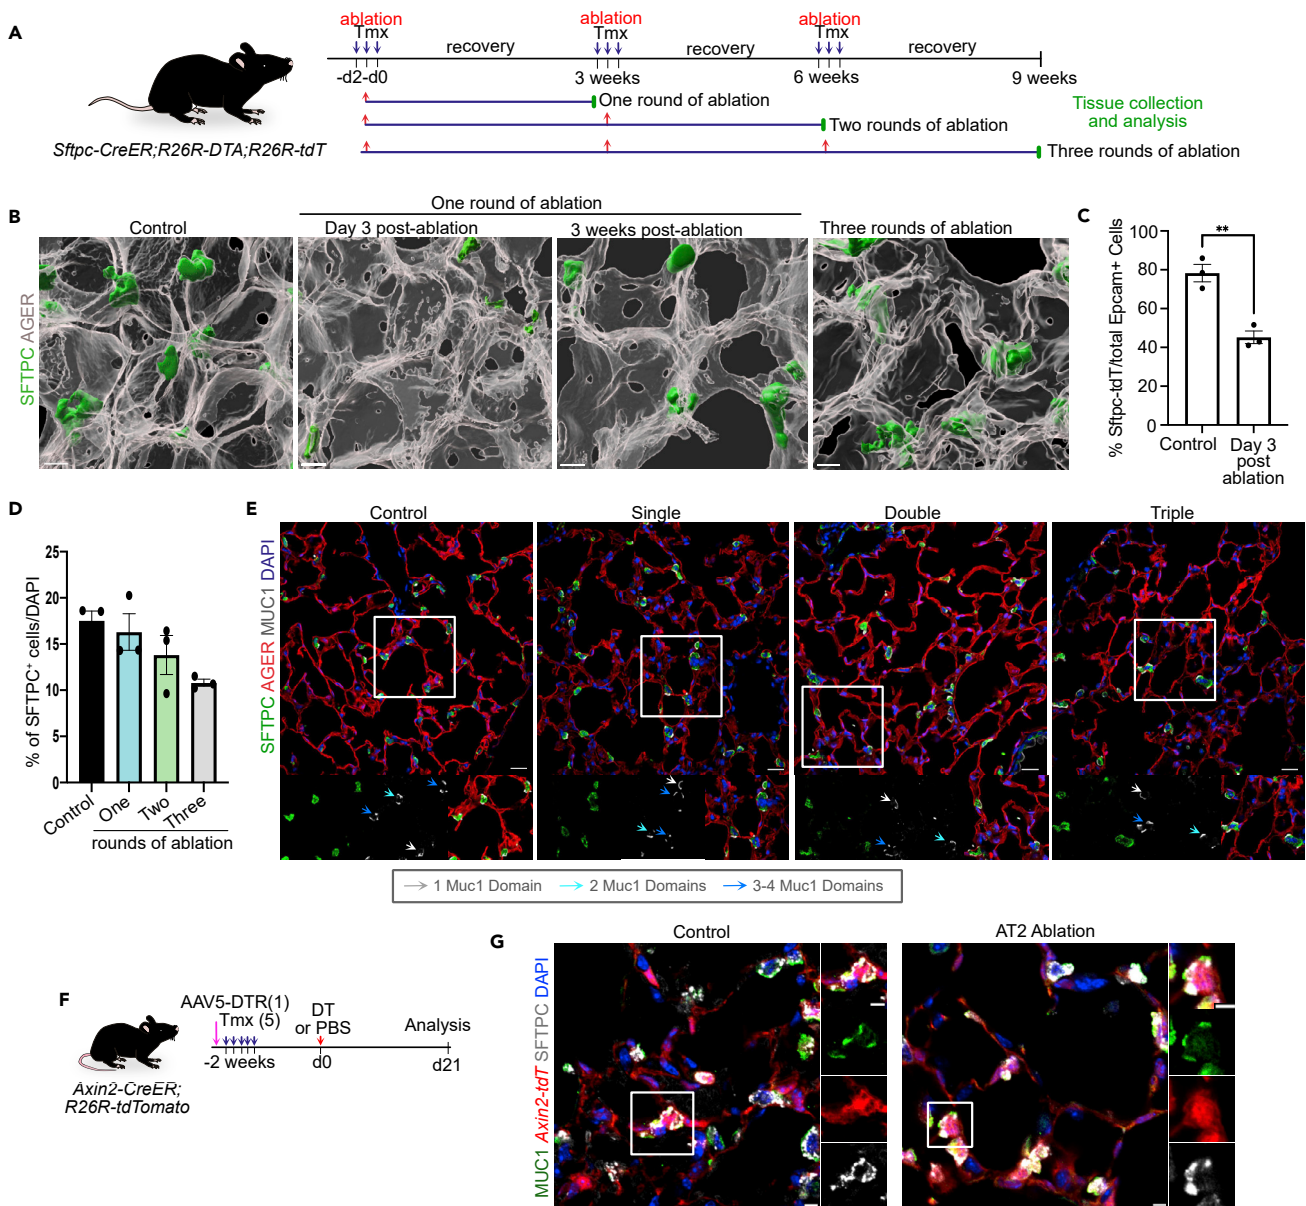 A
ablation
ablation
ablation
Tmx
Tmx
Tmx
recovery
recovery
recovery
-d2-d0
3 weeks
6 weeks
9 weeks
One round of ablation
Two rounds of ablation
Three rounds of ablation
Tissue collection
and analysis
Sftpc-CreER;R26R-DTA;R26R-tdT
B
One round of ablation
Control
Day 3 post-ablation
3 weeks post-ablation
Three rounds of ablation
SFTPC AGER
C
% Sftpc-tdT/total Epcam+ Cells
100
80
60
40
20
0
**
Control
Day 3
post
ablation
D
% of SFTPC⁺ cells/DAPI
25
20
15
10
5
0
Control
One
Two
Three
rounds of ablation
E
Control
Single
Double
Triple
SFTPC AGER MUC1 DAPI
1 Muc1 Domain
2 Muc1 Domains
3-4 Muc1 Domains
F
AAV5-DTR(1)
Tmx (5)
DT
or PBS
Analysis
-2 weeks
d0
d21
Axin2-CreER;
R26R-tdTomato
G
Control
AT2 Ablation
MUC1 Axin2-tdT SFTPC DAPI